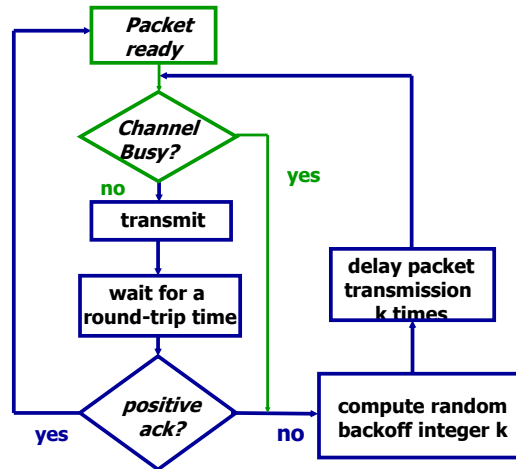 Packet
ready
Channel
Busy?
no
yes
transmit
wait for a
round-trip time
delay packet
transmission
k times
positive
ack?
yes
no
compute random
backoff integer k